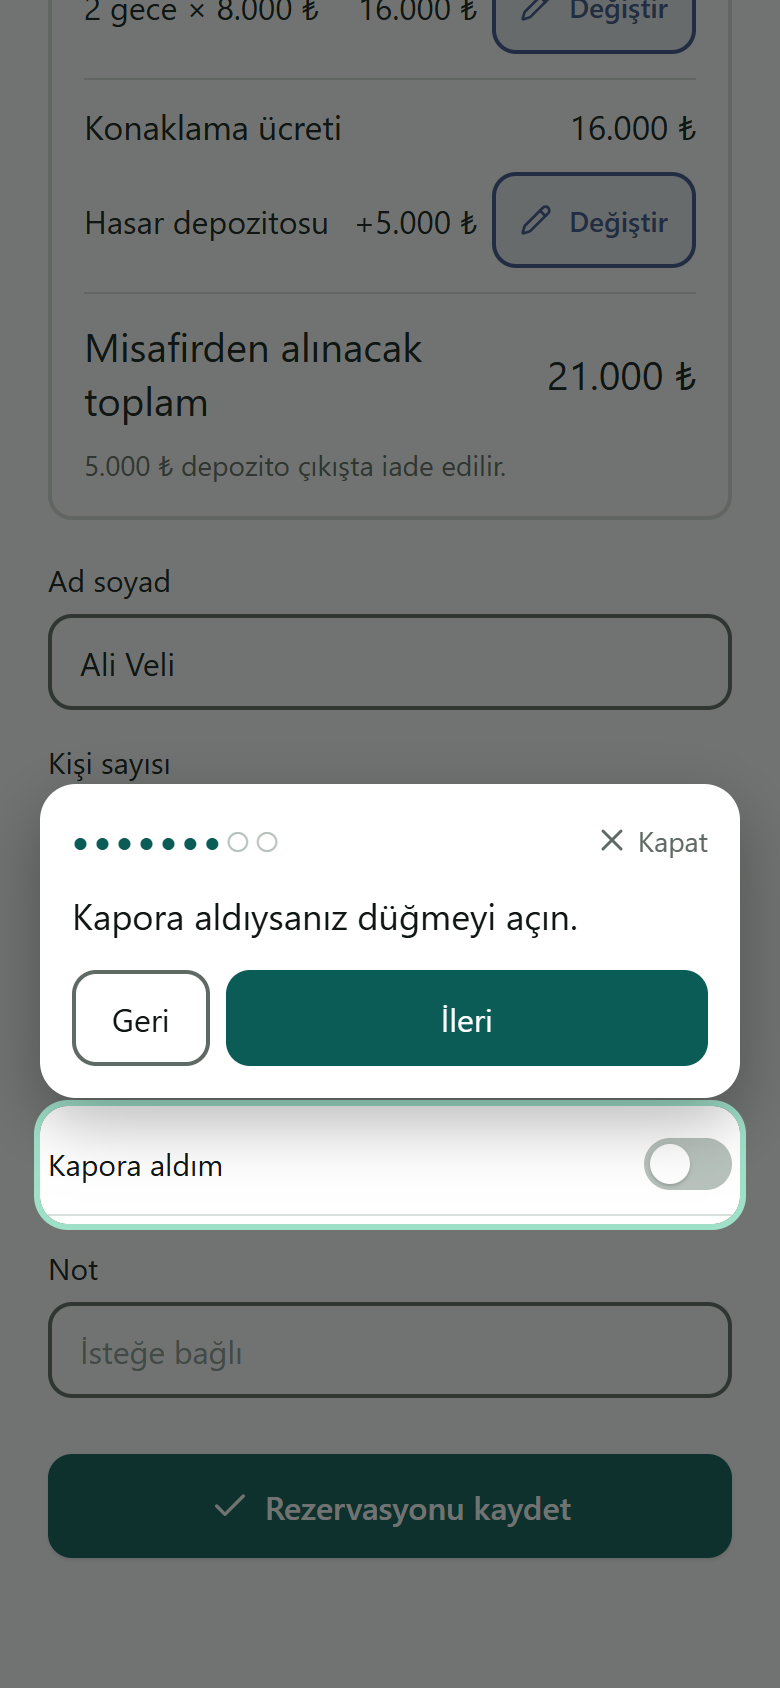 2 gece × 8.000 ₺ 16.000 ₺ Değiştir
Konaklama ücreti 16.000 ₺
Hasar depozitosu +5.000 ₺ Değiştir
Misafirden alınacak
toplam
21.000 ₺
5.000 ₺ depozito çıkışta iade edilir.
Ad soyad
Ali Veli
Kişi sayısı
Kapat
Kapora aldıysanız düğmeyi açın.
Geri İleri
Kapora aldım
Not
İsteğe bağlı
Rezervasyonu kaydet